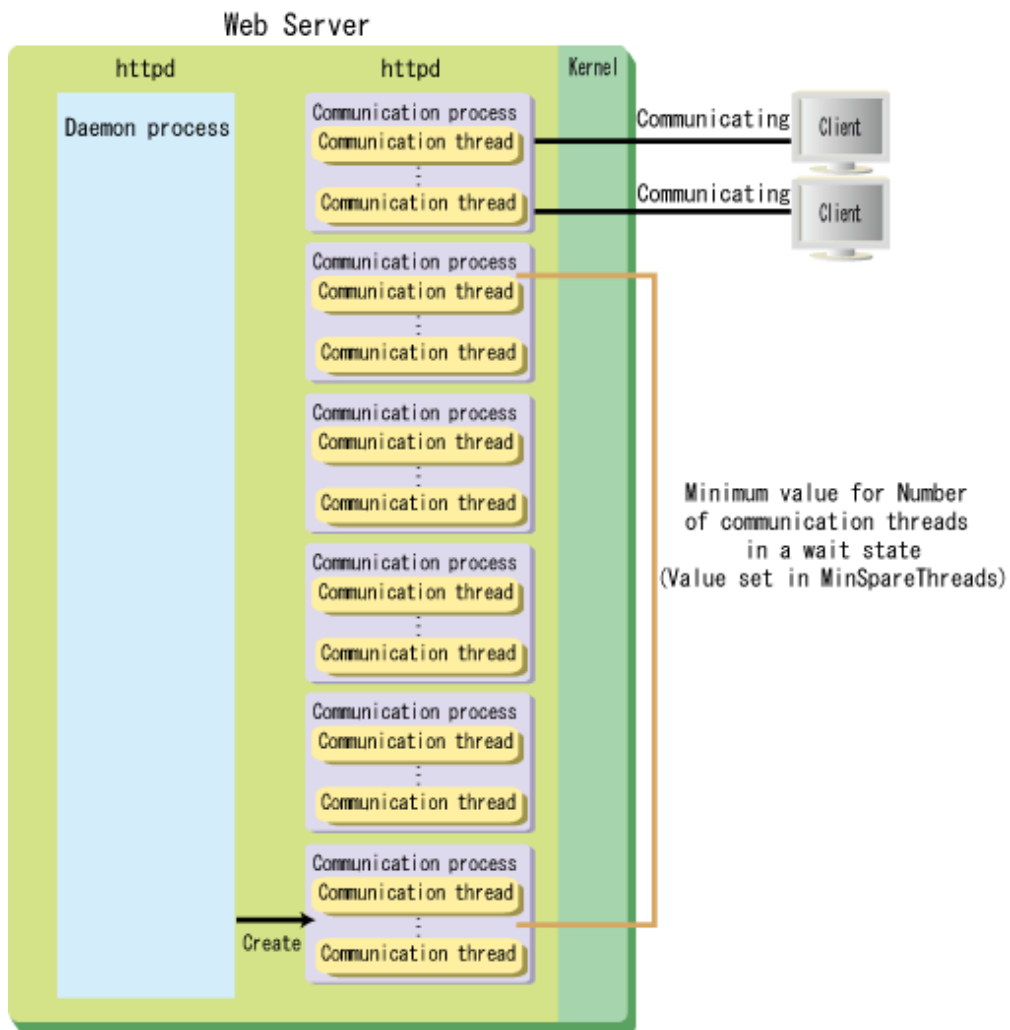 Web Server
httpd
httpd
Kernel
Daemon process
Communication process
Communication thread
Communication thread
Communicating
Client
Communicating
Client
Communication process
Communication thread
Communication thread
Communication process
Communication thread
Communication thread
Minimum value for Number
of communication threads
in a wait state
(Value set in MinSpareThreads)
Communication process
Communication thread
Communication thread
Communication process
Communication thread
Communication thread
Communication process
Communication thread
Communication thread
Create